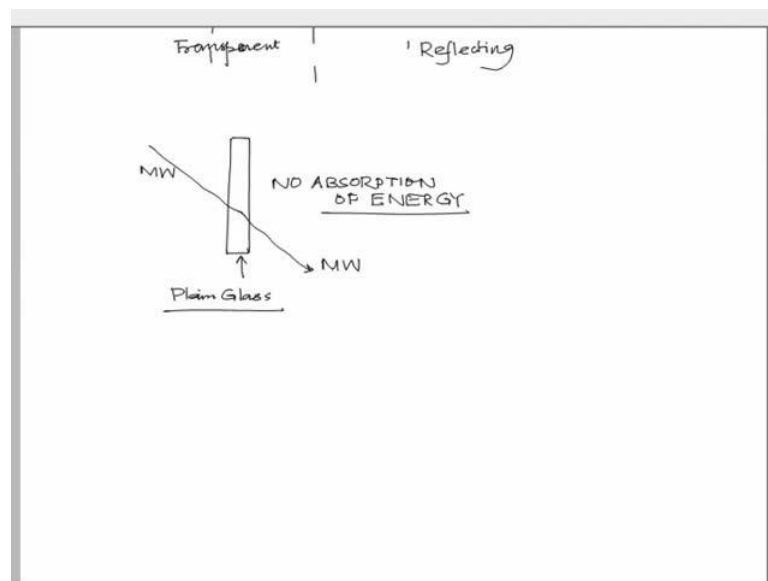 Transparent
Reflecting
MW
NO ABSORPTION
OF ENERGY
MW
Plain Glass